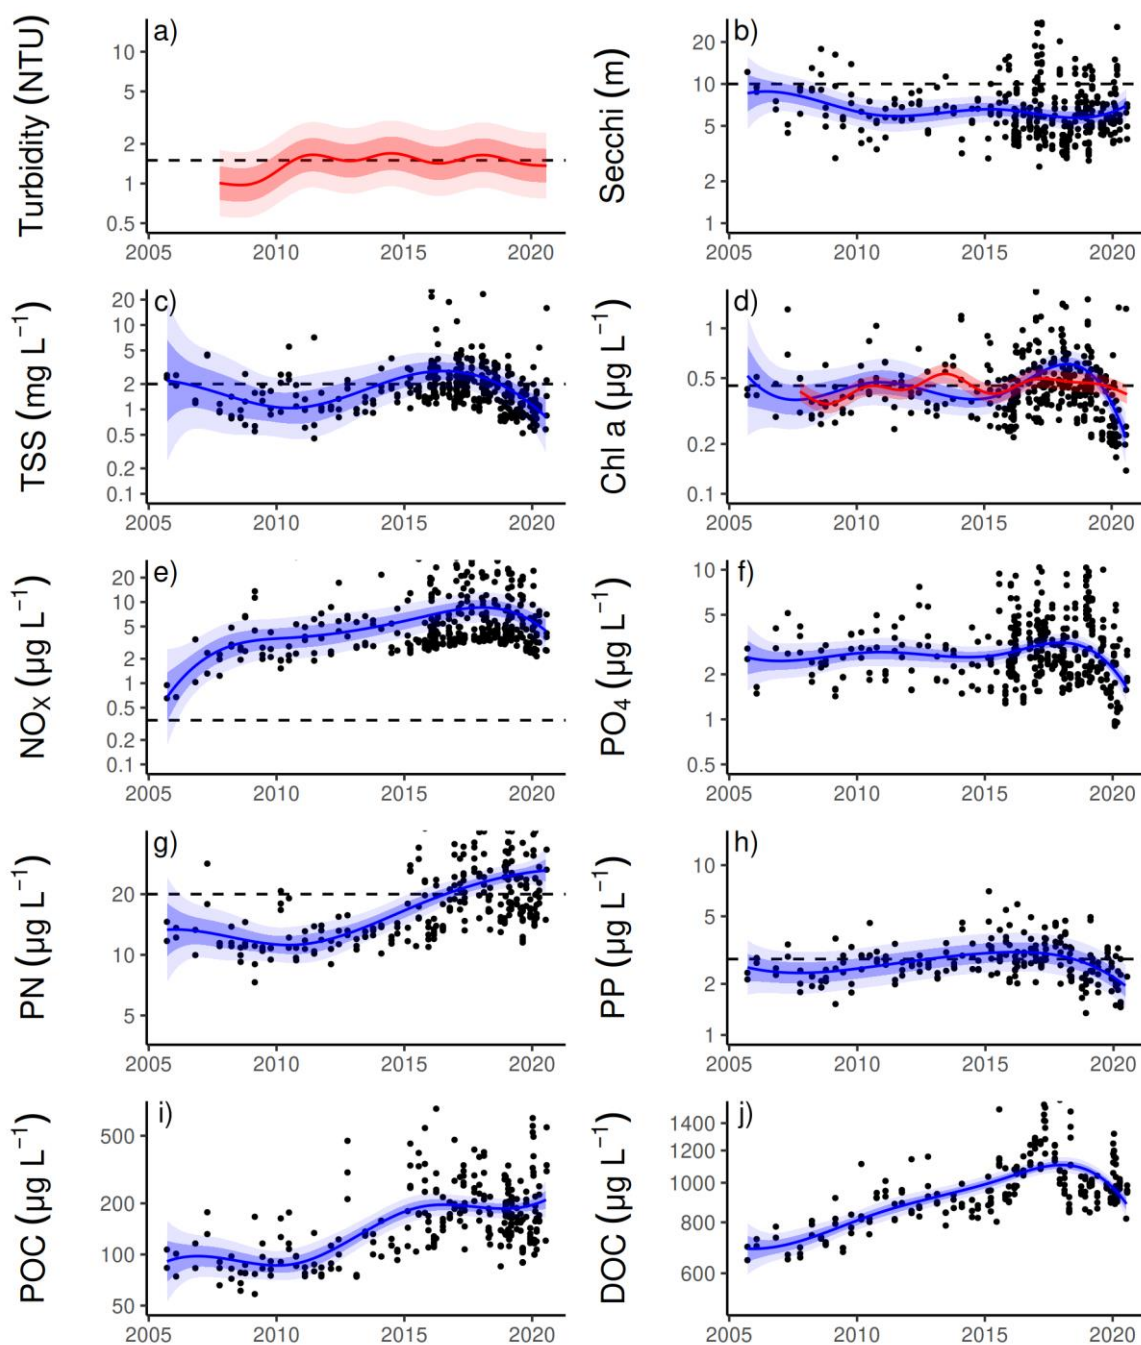 a)
Turbidity (NTU)
10
5
2
1
0.5
2005 2010 2015 2020
b)
Secchi (m)
20
10
5
2
1
2005 2010 2015 2020
c)
TSS (mg L⁻¹)
20
10
5
2
1
0.5
0.2
0.1
2005 2010 2015 2020
d)
Chl a (µg L⁻¹)
1
0.5
0.2
0.1
2005 2010 2015 2020
e)
NOₓ (µg L⁻¹)
20
10
5
2
1
0.5
0.2
0.1
2005 2010 2015 2020
f)
PO₄ (µg L⁻¹)
10
5
2
1
0.5
2005 2010 2015 2020
g)
PN (µg L⁻¹)
20
10
5
2005 2010 2015 2020
h)
PP (µg L⁻¹)
10
5
2
1
2005 2010 2015 2020
i)
POC (µg L⁻¹)
500
200
100
50
2005 2010 2015 2020
j)
DOC (µg L⁻¹)
1400
1200
1000
800
600
2005 2010 2015 2020